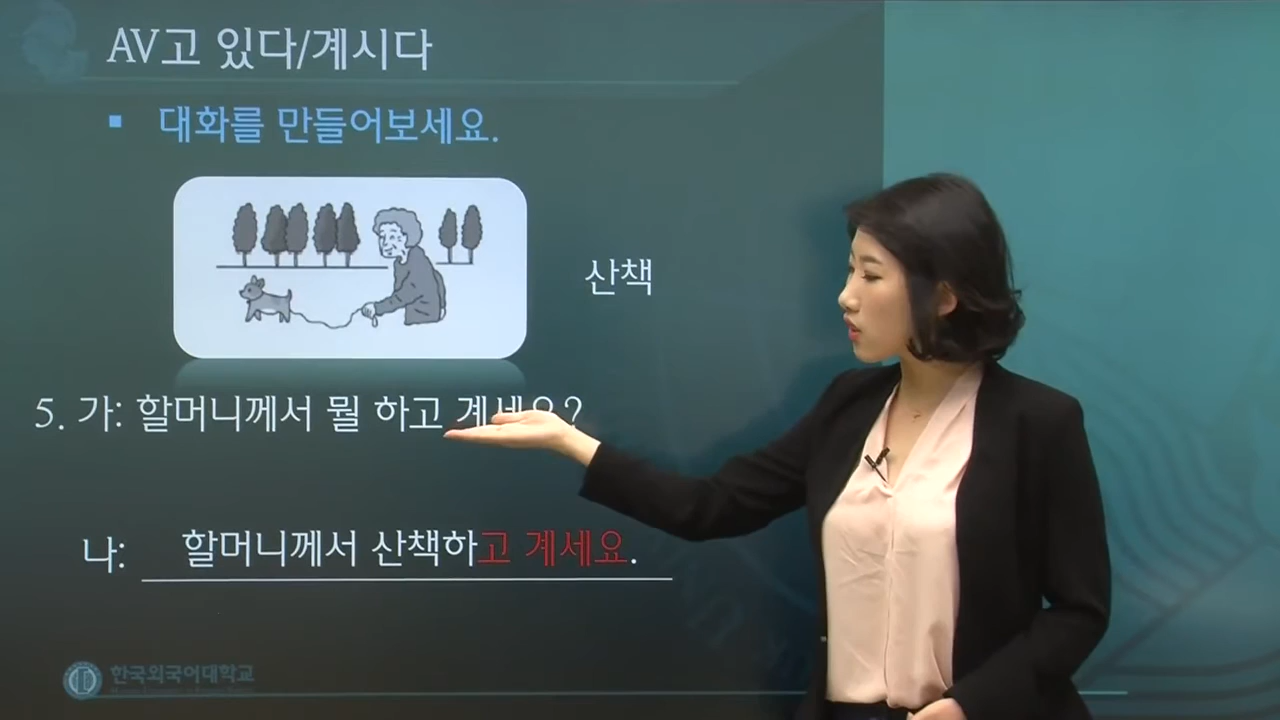 AV고 있다/계시다
▪ 대화를 만들어보세요.
산책
5. 가: 할머니께서 뭘 하고 계세요?
나: 할머니께서 산책하고 계세요.
한국외국어대학교